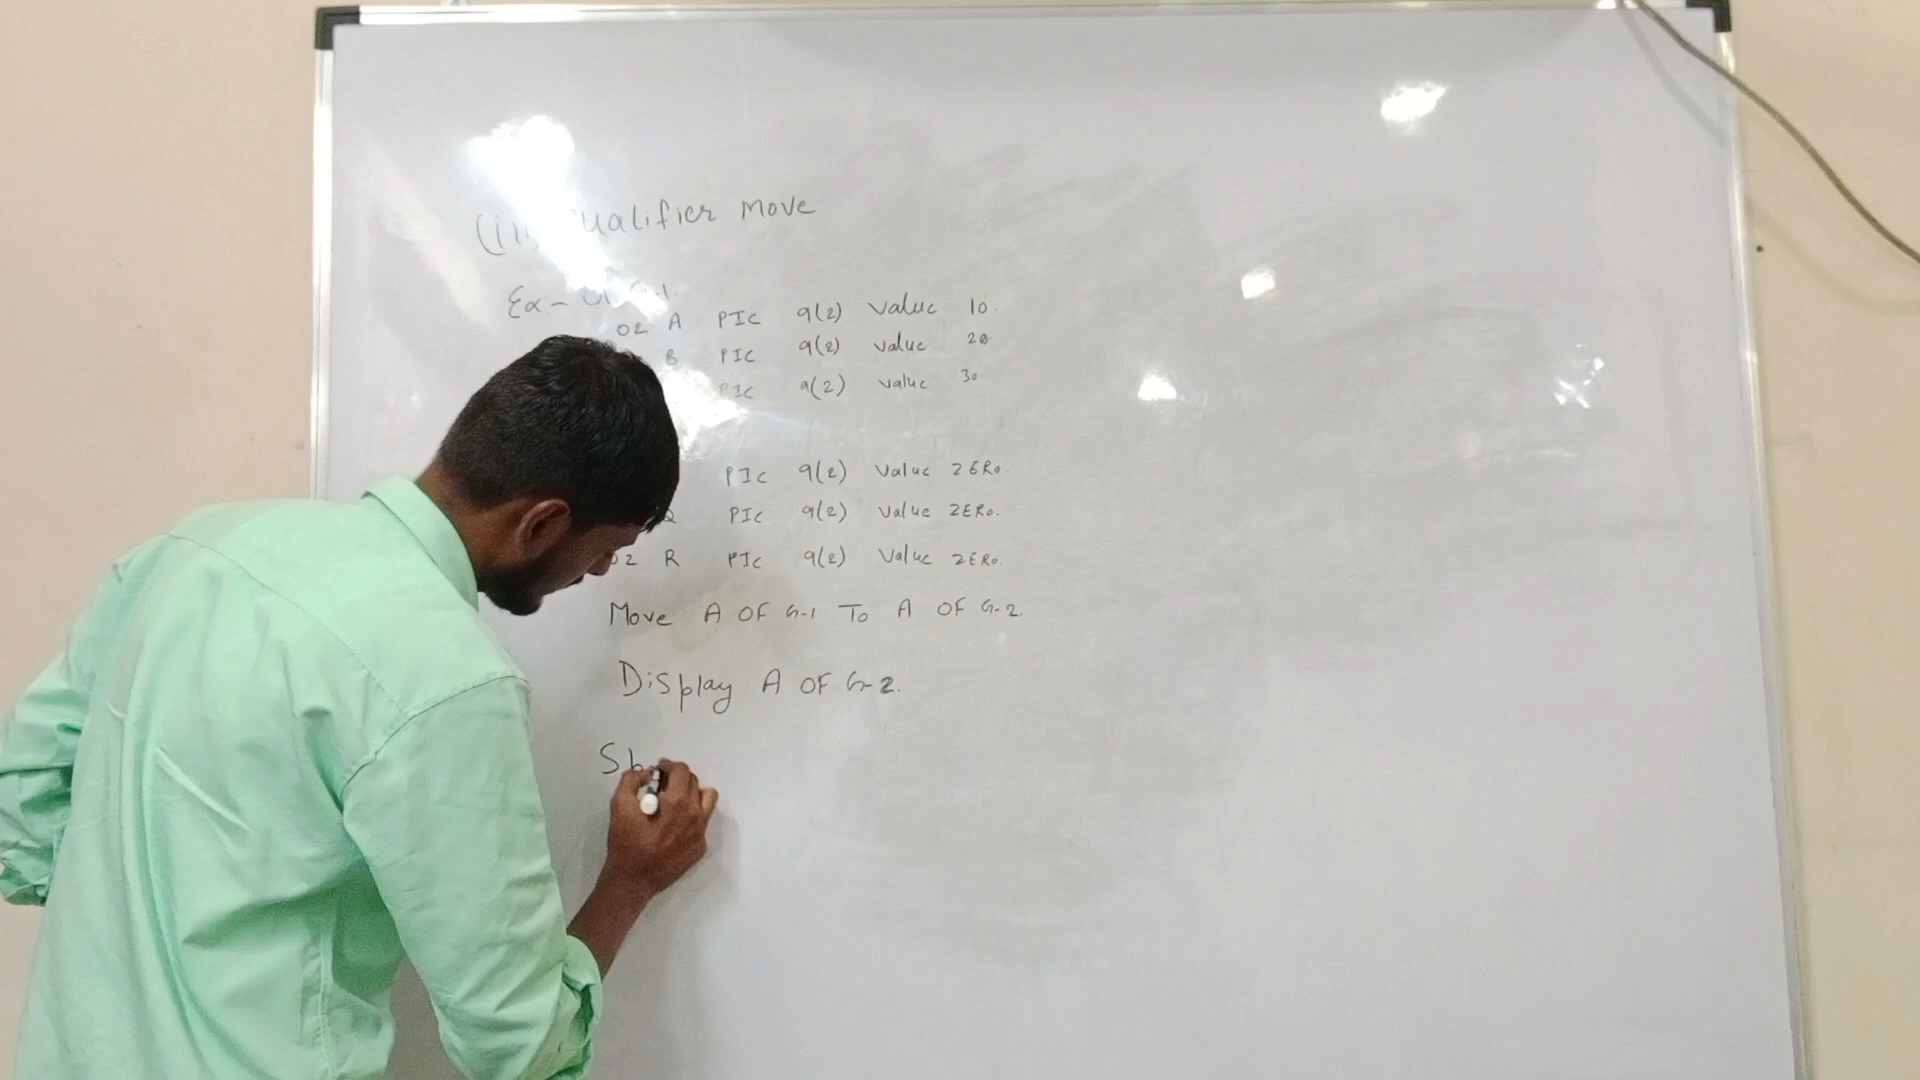 (iii) Qualifier MOVE
Ex:- 01 G-1.
02 A PIC 9(2) Value 10.
B PIC 9(2) Value 20.
PIC 9(2) Value 30
PIC 9(2) Value ZERO.
Q PIC 9(2) Value ZERO.
02 R PIC 9(2) Value ZERO.
Move A OF G-1 To A OF G-2.
Display A OF G-2.